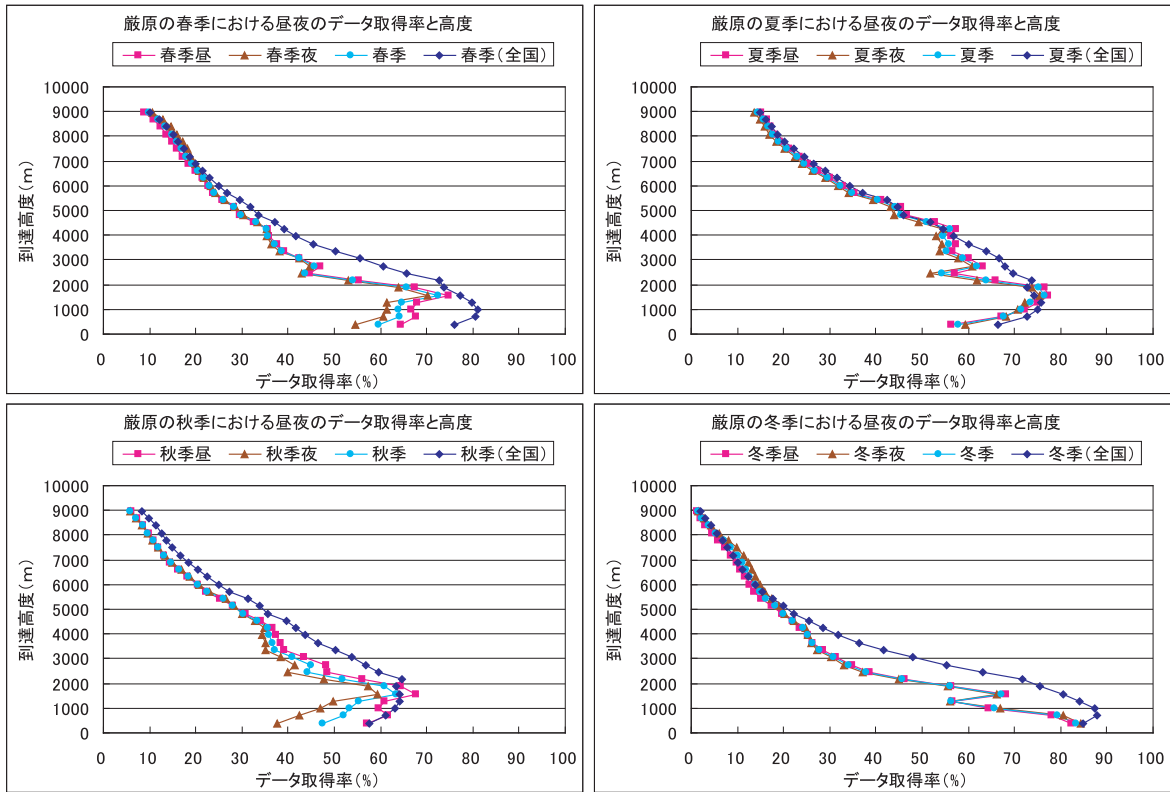 厳原の春季における昼夜のデータ取得率と高度
春季昼 春季夜 春季 春季(全国)
10000
9000
8000
7000
6000
5000
4000
3000
2000
1000
0
到達高度(m)
0 10 20 30 40 50 60 70 80 90 100
データ取得率(%)
厳原の夏季における昼夜のデータ取得率と高度
夏季昼 夏季夜 夏季 夏季(全国)
10000
9000
8000
7000
6000
5000
4000
3000
2000
1000
0
到達高度(m)
0 10 20 30 40 50 60 70 80 90 100
データ取得率(%)
厳原の秋季における昼夜のデータ取得率と高度
秋季昼 秋季夜 秋季 秋季(全国)
10000
9000
8000
7000
6000
5000
4000
3000
2000
1000
0
到達高度(m)
0 10 20 30 40 50 60 70 80 90 100
データ取得率(%)
厳原の冬季における昼夜のデータ取得率と高度
冬季昼 冬季夜 冬季 冬季(全国)
10000
9000
8000
7000
6000
5000
4000
3000
2000
1000
0
到達高度(m)
0 10 20 30 40 50 60 70 80 90 100
データ取得率(%)